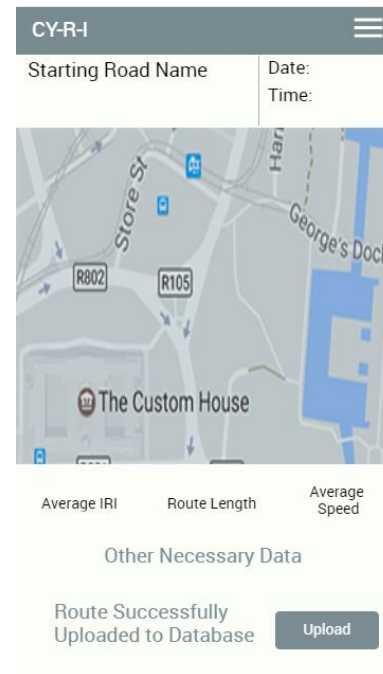 CY-R-I
Starting Road Name
Date:
Time:
Store St
George's Dock
R802
R105
The Custom House
Average IRI
Route Length
Average
Speed
Other Necessary Data
Route Successfully
Uploaded to Database
Upload